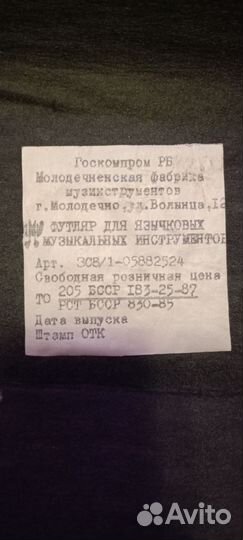 Госкомпром РБ
Молодечненская фабрика
музинструментов
г.Молодечно, ул.Волынца,12
ФУТЛЯР ДЛЯ ЯЗЫЧКОВЫХ
МУЗЫКАЛЬНЫХ ИНСТРУМЕНТОВ
Арт. ЗС8/1-05882524
Свободная розничная цена
ТО 205 БССР 183-25-87
РСТ БССР 830-85
Дата выпуска
Штамп ОТК
Avito